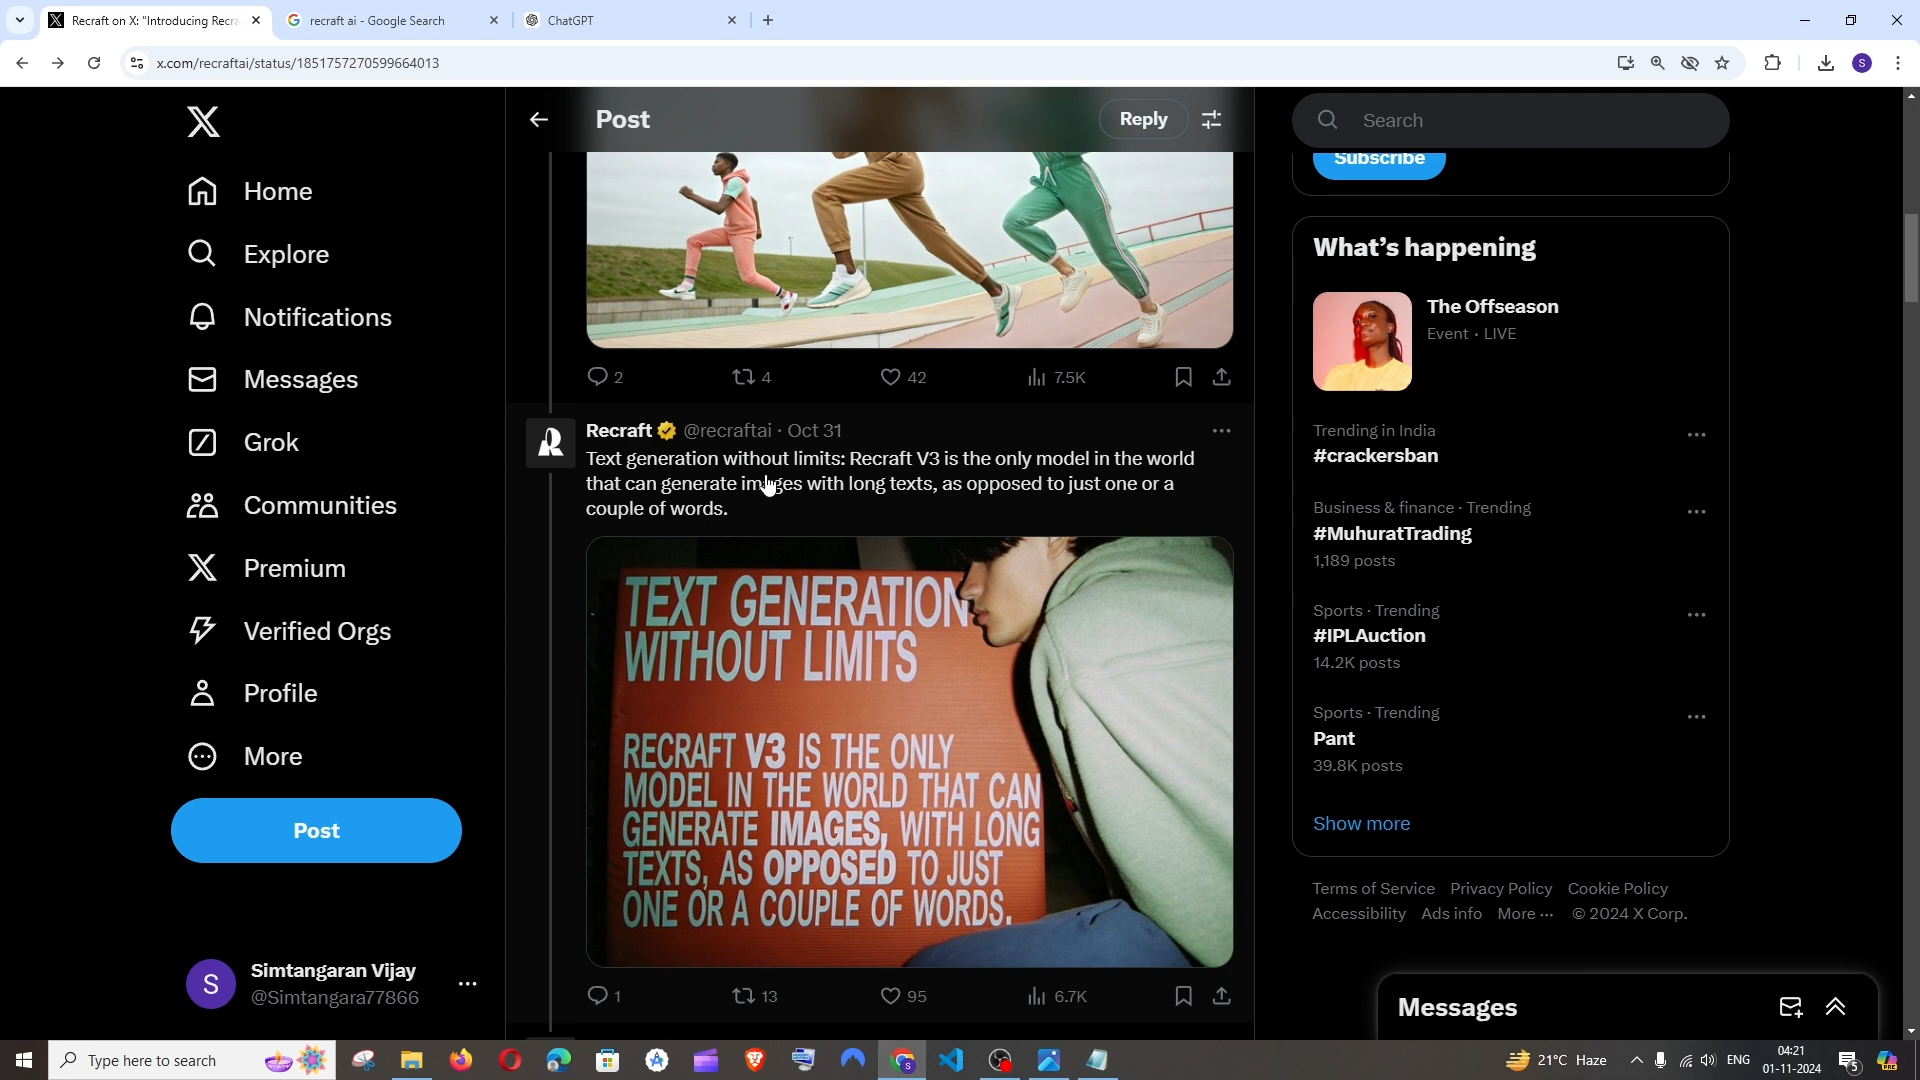 Recraft on X: "Introducing Recra
recraft ai - Google Search
ChatGPT
x.com/recraftai/status/1851757270599664013
S
Post
Reply
Search
Subscribe
Home
Explore
Notifications
Messages
Grok
Communities
Premium
Verified Orgs
Profile
More
Post
S
Simtangaran Vijay
@Simtangara77866
2
4
42
7.5K
Recraft @recraftai · Oct 31
Text generation without limits: Recraft V3 is the only model in the world
that can generate images with long texts, as opposed to just one or a
couple of words.
TEXT GENERATION
WITHOUT LIMITS
RECRAFT V3 IS THE ONLY
MODEL IN THE WORLD THAT CAN
GENERATE IMAGES, WITH LONG
TEXTS, AS OPPOSED TO JUST
ONE OR A COUPLE OF WORDS.
1
13
95
6.7K
What's happening
The Offseason
Event · LIVE
Trending in India
#crackersban
Business & finance · Trending
#MuhuratTrading
1,189 posts
Sports · Trending
#IPLAuction
14.2K posts
Sports · Trending
Pant
39.8K posts
Show more
Terms of Service Privacy Policy Cookie Policy
Accessibility Ads info More ··· © 2024 X Corp.
Messages
Type here to search
21°C Haze
ENG
04:21
01-11-2024
5